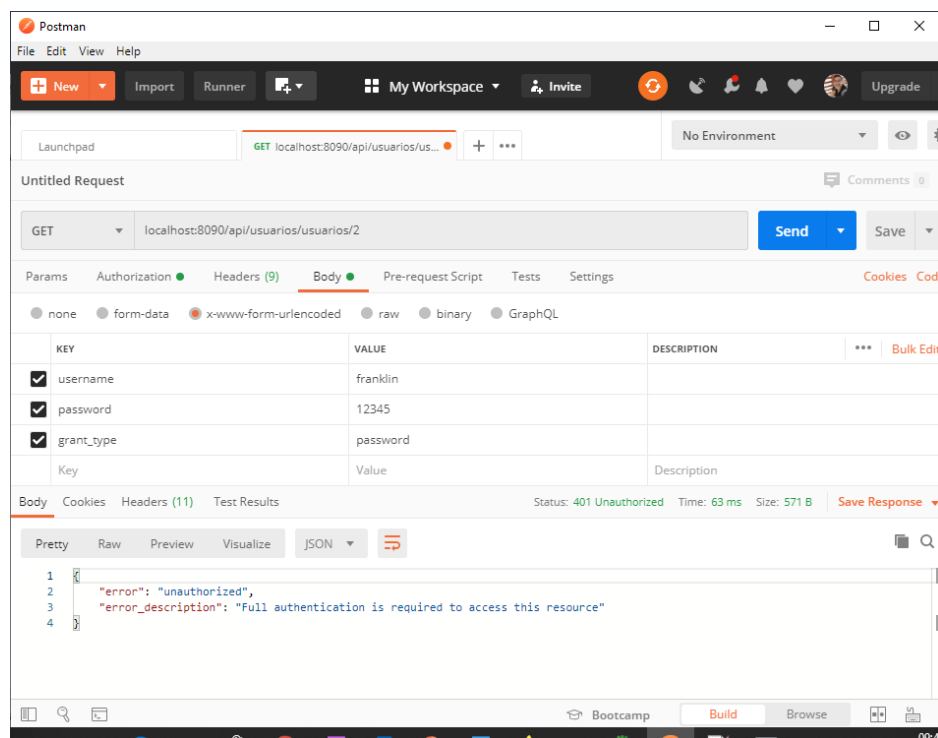 Postman
File Edit View Help
New Import Runner My Workspace Invite Upgrade
Launchpad GET localhost:8090/api/usuarios/us... No Environment
Untitled Request Comments 0
GET localhost:8090/api/usuarios/usuarios/2 Send Save
Params Authorization Headers (9) Body Pre-request Script Tests Settings Cookies Cod
none form-data x-www-form-urlencoded raw binary GraphQL
KEY VALUE DESCRIPTION Bulk Edit
username franklin
password 12345
grant_type password
Key Value Description
Body Cookies Headers (11) Test Results Status: 401 Unauthorized Time: 63 ms Size: 571 B Save Response
Pretty Raw Preview Visualize JSON
1 {
2 "error": "unauthorized",
3 "error_description": "Full authentication is required to access this resource"
4 }
Bootcamp Build Browse